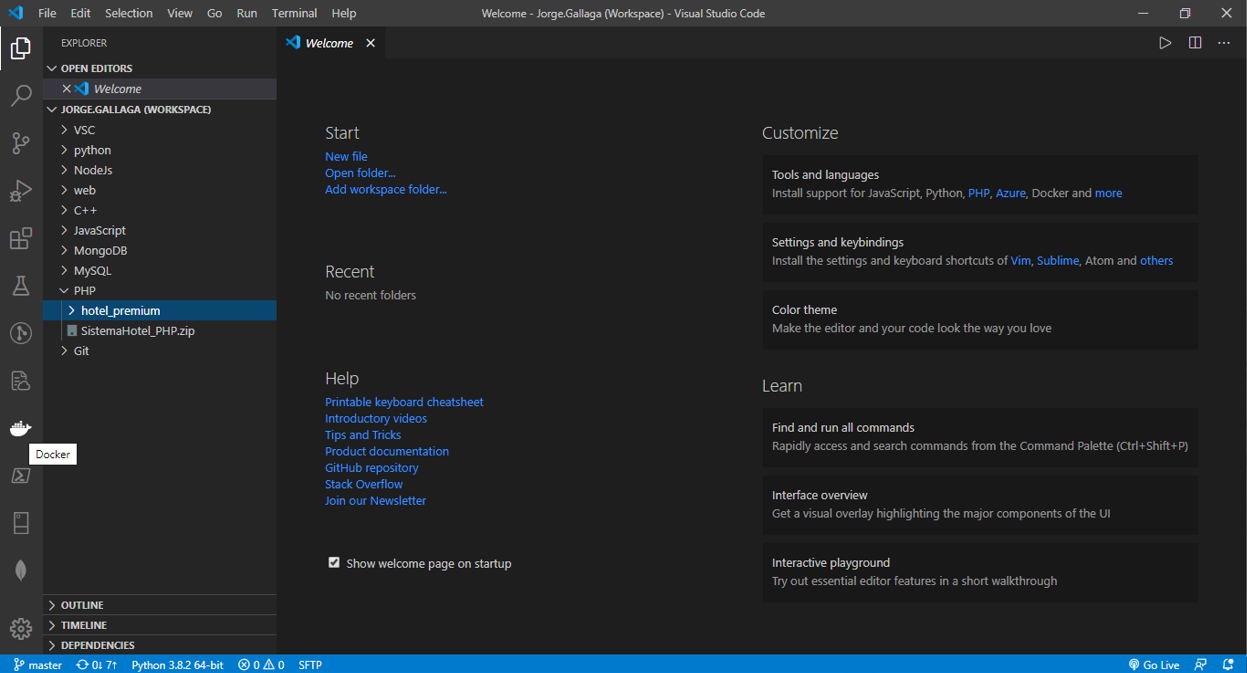 File Edit Selection View Go Run Terminal Help
Welcome - Jorge.Gallaga (Workspace) - Visual Studio Code
EXPLORER
Welcome
OPEN EDITORS
Welcome
JORGE.GALLAGA (WORKSPACE)
VSC
python
NodeJs
web
C++
JavaScript
MongoDB
MySQL
PHP
hotel_premium
SistemaHotel_PHP.zip
Git
Docker
OUTLINE
TIMELINE
DEPENDENCIES
Start
New file
Open folder...
Add workspace folder...
Recent
No recent folders
Help
Printable keyboard cheatsheet
Introductory videos
Tips and Tricks
Product documentation
GitHub repository
Stack Overflow
Join our Newsletter
Show welcome page on startup
Customize
Tools and languages
Install support for JavaScript, Python, PHP, Azure, Docker and more
Settings and keybindings
Install the settings and keyboard shortcuts of Vim, Sublime, Atom and others
Color theme
Make the editor and your code look the way you love
Learn
Find and run all commands
Rapidly access and search commands from the Command Palette (Ctrl+Shift+P)
Interface overview
Get a visual overlay highlighting the major components of the UI
Interactive playground
Try out essential editor features in a short walkthrough
master 0↓ 7↑ Python 3.8.2 64-bit 0 0 SFTP
Go Live